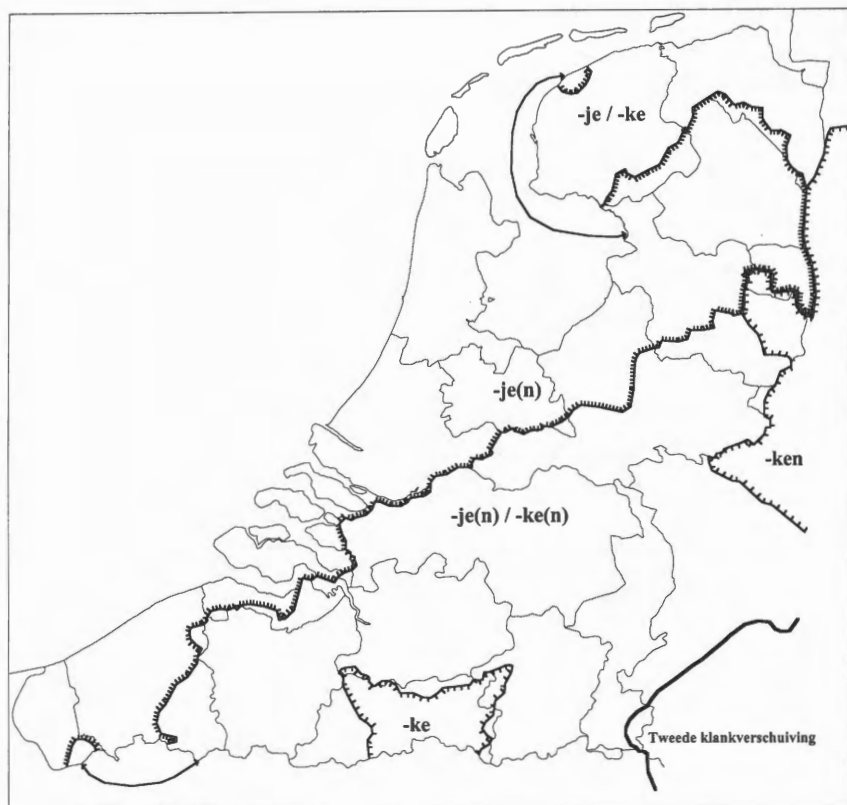 -je / -ke
-je(n)
-ken
-je(n) / -ke(n)
-ke
Tweede klankverschuiving